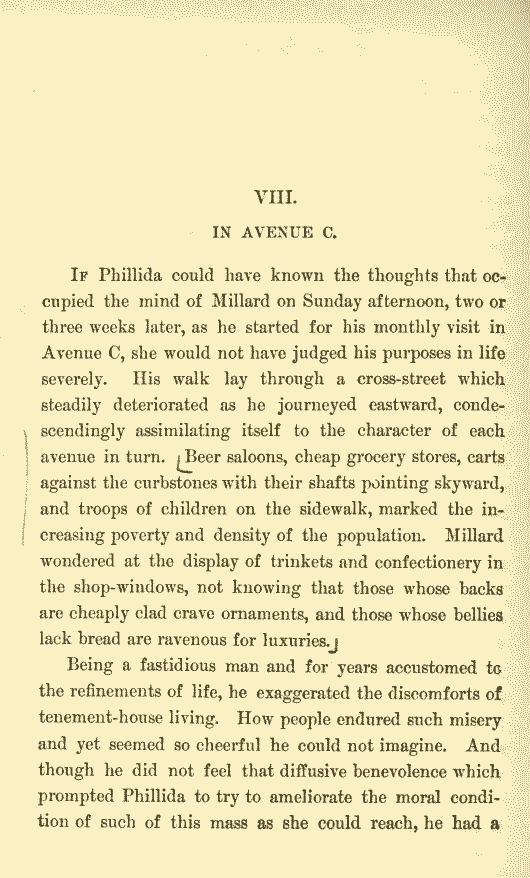 VIII.
IN AVENUE C.
IF Phillida could have known the thoughts that oc-
cupied the mind of Millard on Sunday afternoon, two or
three weeks later, as he started for his monthly visit in
Avenue C, she would not have judged his purposes in life
severely. His walk lay through a cross-street which
steadily deteriorated as he journeyed eastward, conde-
scendingly assimilating itself to the character of each
avenue in turn. Beer saloons, cheap grocery stores, carts
against the curbstones with their shafts pointing skyward,
and troops of children on the sidewalk, marked the in-
creasing poverty and density of the population. Millard
wondered at the display of trinkets and confectionery in
the shop-windows, not knowing that those whose backs
are cheaply clad crave ornaments, and those whose bellies
lack bread are ravenous for luxuries.
Being a fastidious man and for years accustomed to
the refinements of life, he exaggerated the discomforts of
tenement-house living. How people endured such misery
and yet seemed so cheerful he could not imagine. And
though he did not feel that diffusive benevolence which
prompted Phillida to try to ameliorate the moral condi-
tion of such of this mass as she could reach, he had a